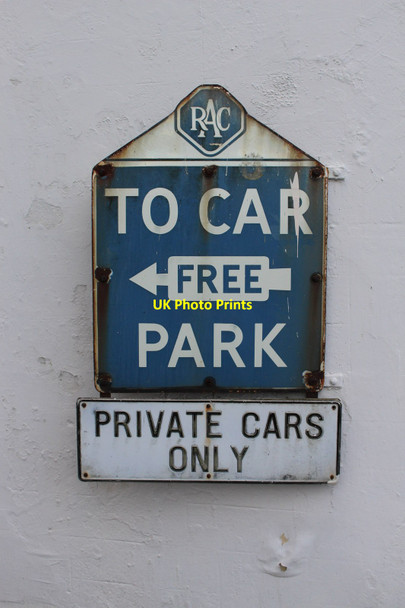 RAC
TO CAR
FREE
UK Photo Prints
PARK
PRIVATE CARS
ONLY